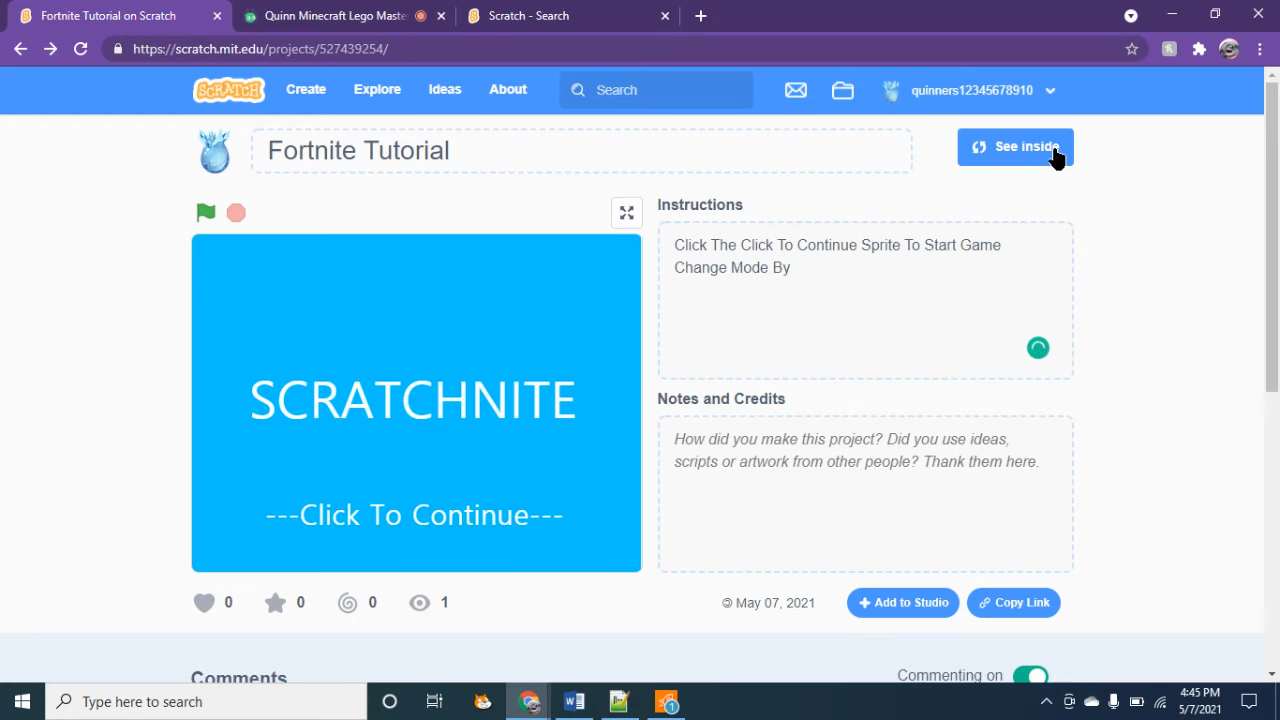 Fortnite Tutorial on Scratch
Quinn Minecraft Lego Maste
Scratch - Search
https://scratch.mit.edu/projects/527439254/
SCRATCH
Create
Explore
Ideas
About
Search
quinners12345678910
Fortnite Tutorial
See inside
Instructions
Click The Click To Continue Sprite To Start Game
Change Mode By
SCRATCHNITE
---Click To Continue---
Notes and Credits
How did you make this project? Did you use ideas,
scripts or artwork from other people? Thank them here.
0
0
0
1
May 07, 2021
Add to Studio
Copy Link
Comments
Commenting on
Type here to search
1
4:45 PM
5/7/2021